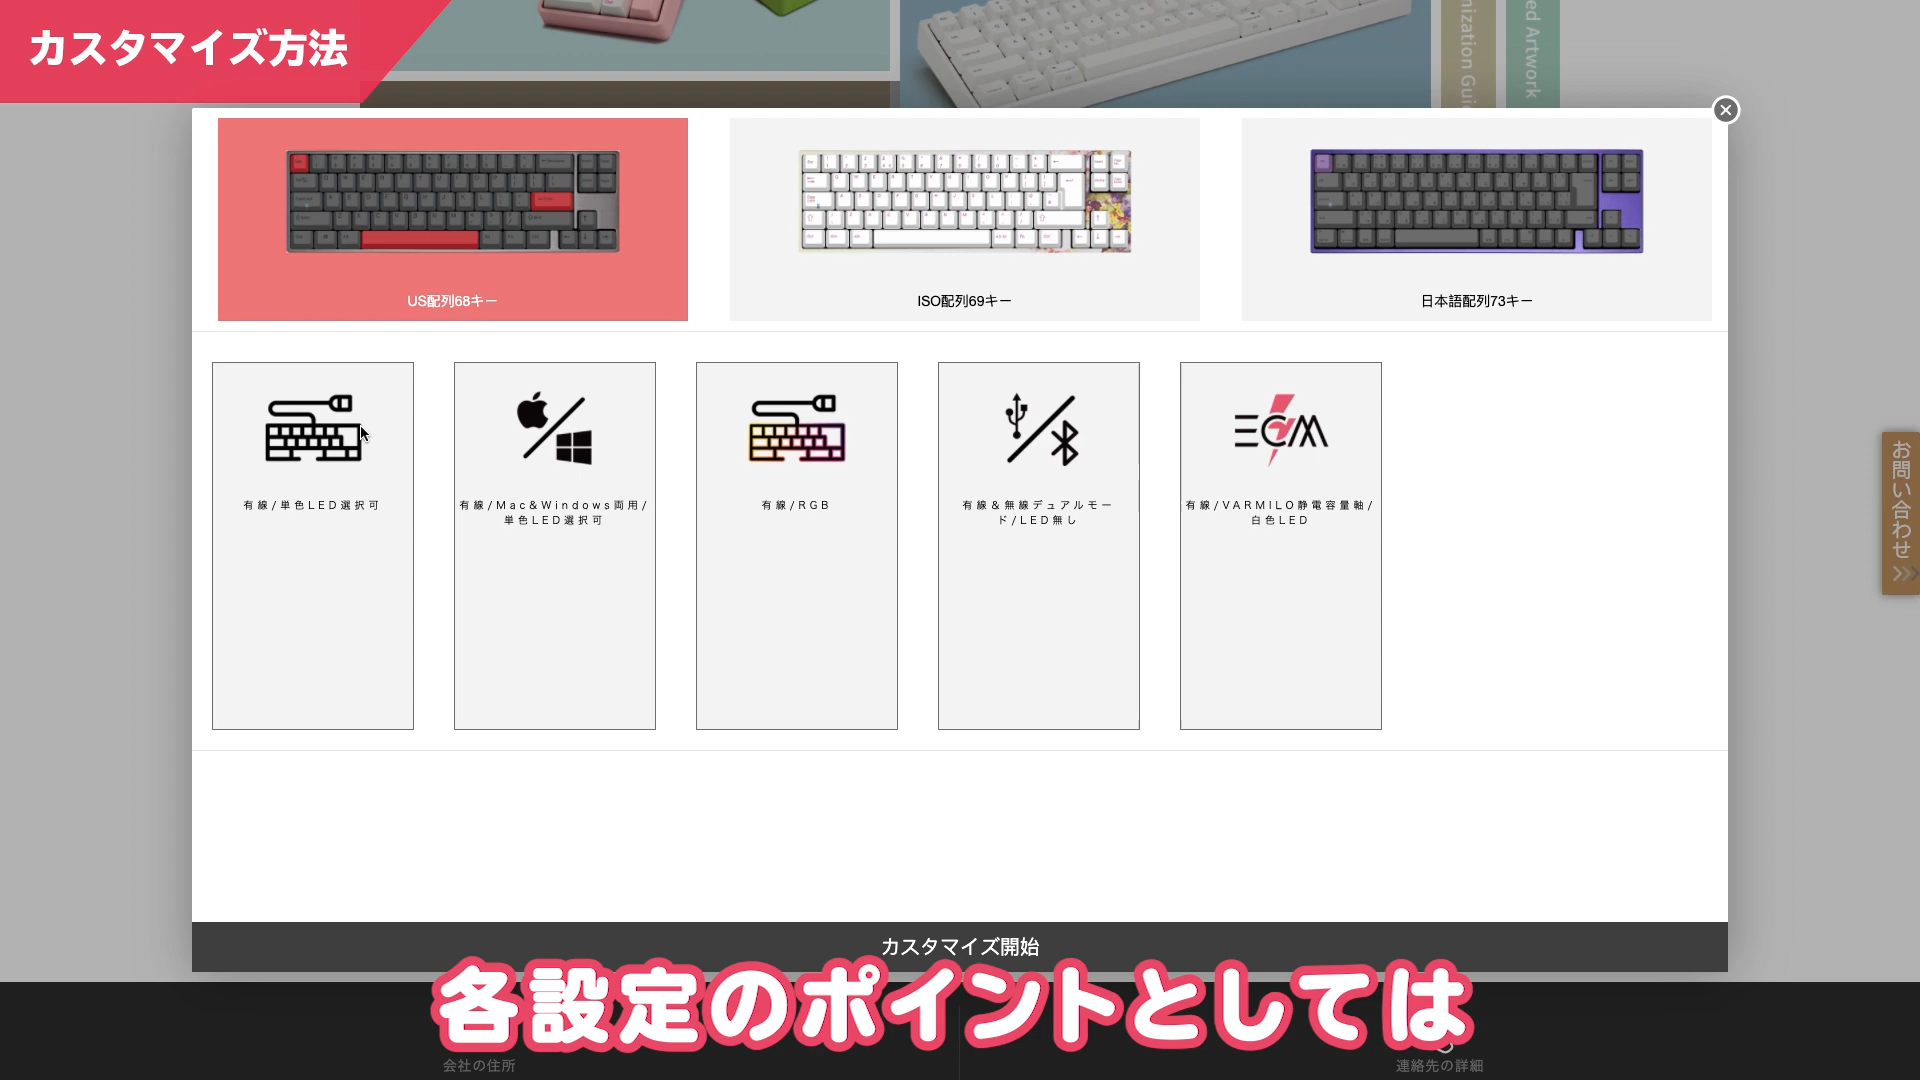 カスタマイズ方法
nization Gui
ed Artwork
US配列68キー
ISO配列69キー
日本語配列73キー
有線/単色LED選択可
有線/Mac&Windows両用/
単色LED選択可
有線/RGB
有線&無線デュアルモー
ド/LED無し
ECM
有線/VARMILO静電容量軸/
白色LED
お問い合わせ
カスタマイズ開始
各設定のポイントとしては
会社の住所
連絡先の詳細